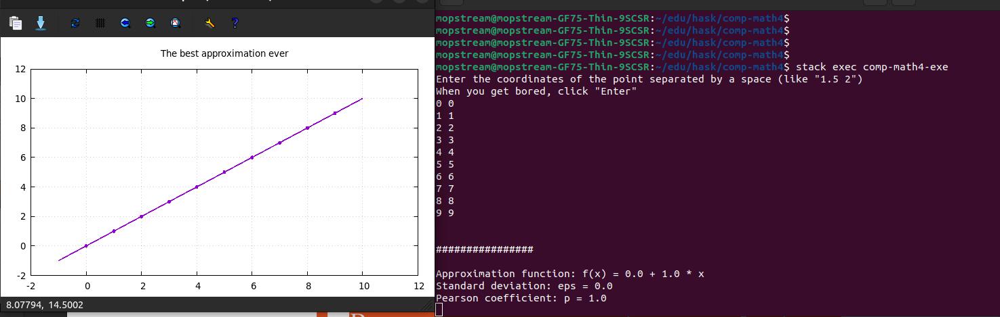 The best approximation ever
12
10
8
6
4
2
0
-2
-2 0 2 4 6 8 10 12
8.07794, 14.5002
mopstream@mopstream-GF75-Thin-9SCSR:~/edu/hask/comp-math4$
mopstream@mopstream-GF75-Thin-9SCSR:~/edu/hask/comp-math4$
mopstream@mopstream-GF75-Thin-9SCSR:~/edu/hask/comp-math4$
mopstream@mopstream-GF75-Thin-9SCSR:~/edu/hask/comp-math4$
mopstream@mopstream-GF75-Thin-9SCSR:~/edu/hask/comp-math4$ stack exec comp-math4-exe
Enter the coordinates of the point separated by a space (like "1.5 2")
When you get bored, click "Enter"
0 0
1 1
2 2
3 3
4 4
5 5
6 6
7 7
8 8
9 9
################
Approximation function: f(x) = 0.0 + 1.0 * x
Standard deviation: eps = 0.0
Pearson coefficient: p = 1.0